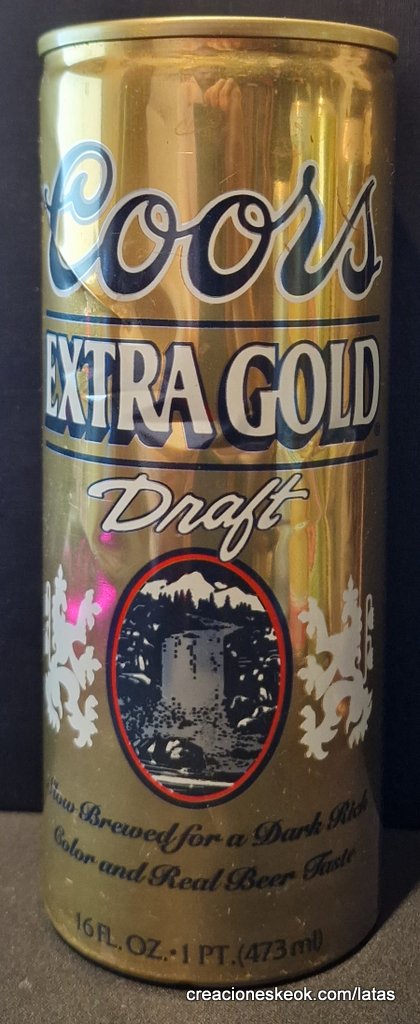 Coors
EXTRA GOLD
Draft
Slow Brewed for a Dark Rich
Color and Real Beer Taste
16 FL. OZ. • 1 PT. (473 ml)
creacioneskeok.com/latas